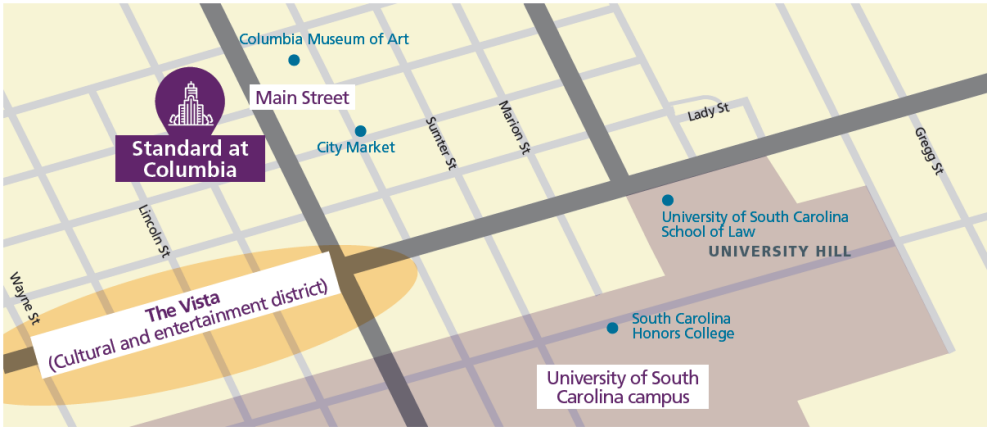 Columbia Museum of Art
Main Street
Standard at
Columbia
City Market
Sumter St
Marion St
Lady St
Gregg St
Lincoln St
Wayne St
University of South Carolina
School of Law
UNIVERSITY HILL
The Vista
(Cultural and entertainment district)
South Carolina
Honors College
University of South
Carolina campus